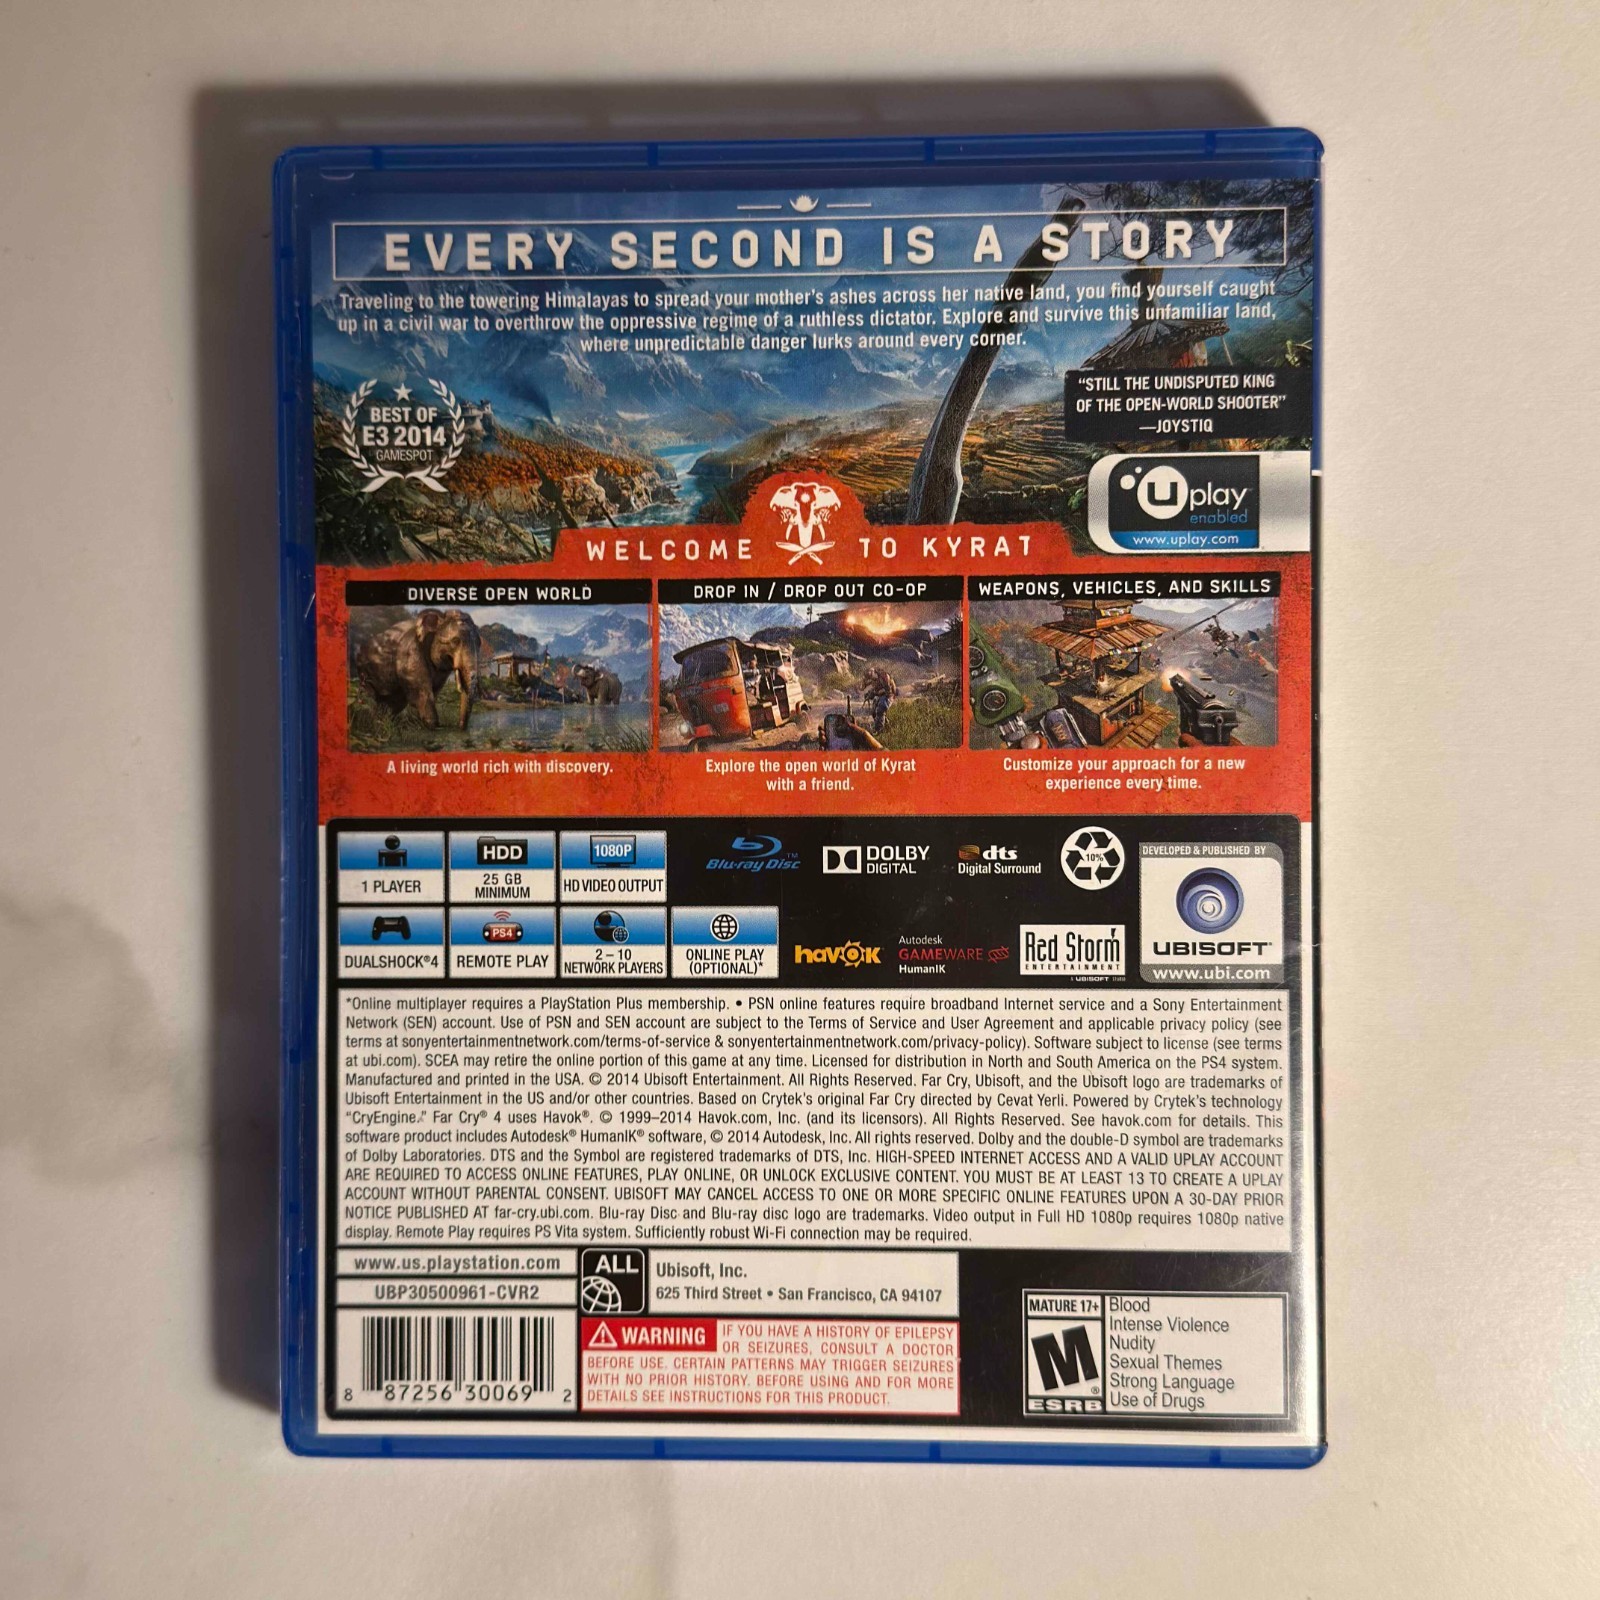 EVERY SECOND IS A STORY
Traveling to the towering Himalayas to spread your mother's ashes across her native land, you find yourself caught
up in a civil war to overthrow the oppressive regime of a ruthless dictator. Explore and survive this unfamiliar land,
where unpredictable danger lurks around every corner.
BEST OF
E3 2014
GAMESPOT
"STILL THE UNDISPUTED KING
OF THE OPEN-WORLD SHOOTER"
—JOYSTIQ
Uplay
enabled
www.uplay.com
WELCOME TO KYRAT
DIVERSE OPEN WORLD
A living world rich with discovery.
DROP IN / DROP OUT CO-OP
Explore the open world of Kyrat
with a friend.
WEAPONS, VEHICLES, AND SKILLS
Customize your approach for a new
experience every time.
1 PLAYER
HDD
25 GB
MINIMUM
1080P
HD VIDEO OUTPUT
Blu-ray Disc™
DOLBY
DIGITAL
dts
Digital Surround
10%
DEVELOPED & PUBLISHED BY
UBISOFT
www.ubi.com
DUALSHOCK®4
PS4
REMOTE PLAY
2 – 10
NETWORK PLAYERS
ONLINE PLAY
(OPTIONAL)*
havok
Autodesk
GAMEWARE
HumanIK
Red Storm
ENTERTAINMENT
*Online multiplayer requires a PlayStation Plus membership. • PSN online features require broadband Internet service and a Sony Entertainment
Network (SEN) account. Use of PSN and SEN account are subject to the Terms of Service and User Agreement and applicable privacy policy (see
terms at sonyentertainmentnetwork.com/terms-of-service & sonyentertainmentnetwork.com/privacy-policy). Software subject to license (see terms
at ubi.com). SCEA may retire the online portion of this game at any time. Licensed for distribution in North and South America on the PS4 system.
Manufactured and printed in the USA. © 2014 Ubisoft Entertainment. All Rights Reserved. Far Cry, Ubisoft, and the Ubisoft logo are trademarks of
Ubisoft Entertainment in the US and/or other countries. Based on Crytek's original Far Cry directed by Cevat Yerli. Powered by Crytek's technology
"CryEngine." Far Cry® 4 uses Havok®. © 1999–2014 Havok.com, Inc. (and its licensors). All Rights Reserved. See havok.com for details. This
software product includes Autodesk® HumanIK® software, © 2014 Autodesk, Inc. All rights reserved. Dolby and the double-D symbol are trademarks
of Dolby Laboratories. DTS and the Symbol are registered trademarks of DTS, Inc. HIGH-SPEED INTERNET ACCESS AND A VALID UPLAY ACCOUNT
ARE REQUIRED TO ACCESS ONLINE FEATURES, PLAY ONLINE, OR UNLOCK EXCLUSIVE CONTENT. YOU MUST BE AT LEAST 13 TO CREATE A UPLAY
ACCOUNT WITHOUT PARENTAL CONSENT. UBISOFT MAY CANCEL ACCESS TO ONE OR MORE SPECIFIC ONLINE FEATURES UPON A 30-DAY PRIOR
NOTICE PUBLISHED AT far-cry.ubi.com. Blu-ray Disc and Blu-ray disc logo are trademarks. Video output in Full HD 1080p requires 1080p native
display. Remote Play requires PS Vita system. Sufficiently robust Wi-Fi connection may be required.
www.us.playstation.com
UBP30500961-CVR2
8 87256 30069 2
ALL
Ubisoft, Inc.
625 Third Street • San Francisco, CA 94107
WARNING IF YOU HAVE A HISTORY OF EPILEPSY
OR SEIZURES, CONSULT A DOCTOR
BEFORE USE. CERTAIN PATTERNS MAY TRIGGER SEIZURES
WITH NO PRIOR HISTORY. BEFORE USING AND FOR MORE
DETAILS SEE INSTRUCTIONS FOR THIS PRODUCT.
MATURE 17+
M
ESRB
Blood
Intense Violence
Nudity
Sexual Themes
Strong Language
Use of Drugs